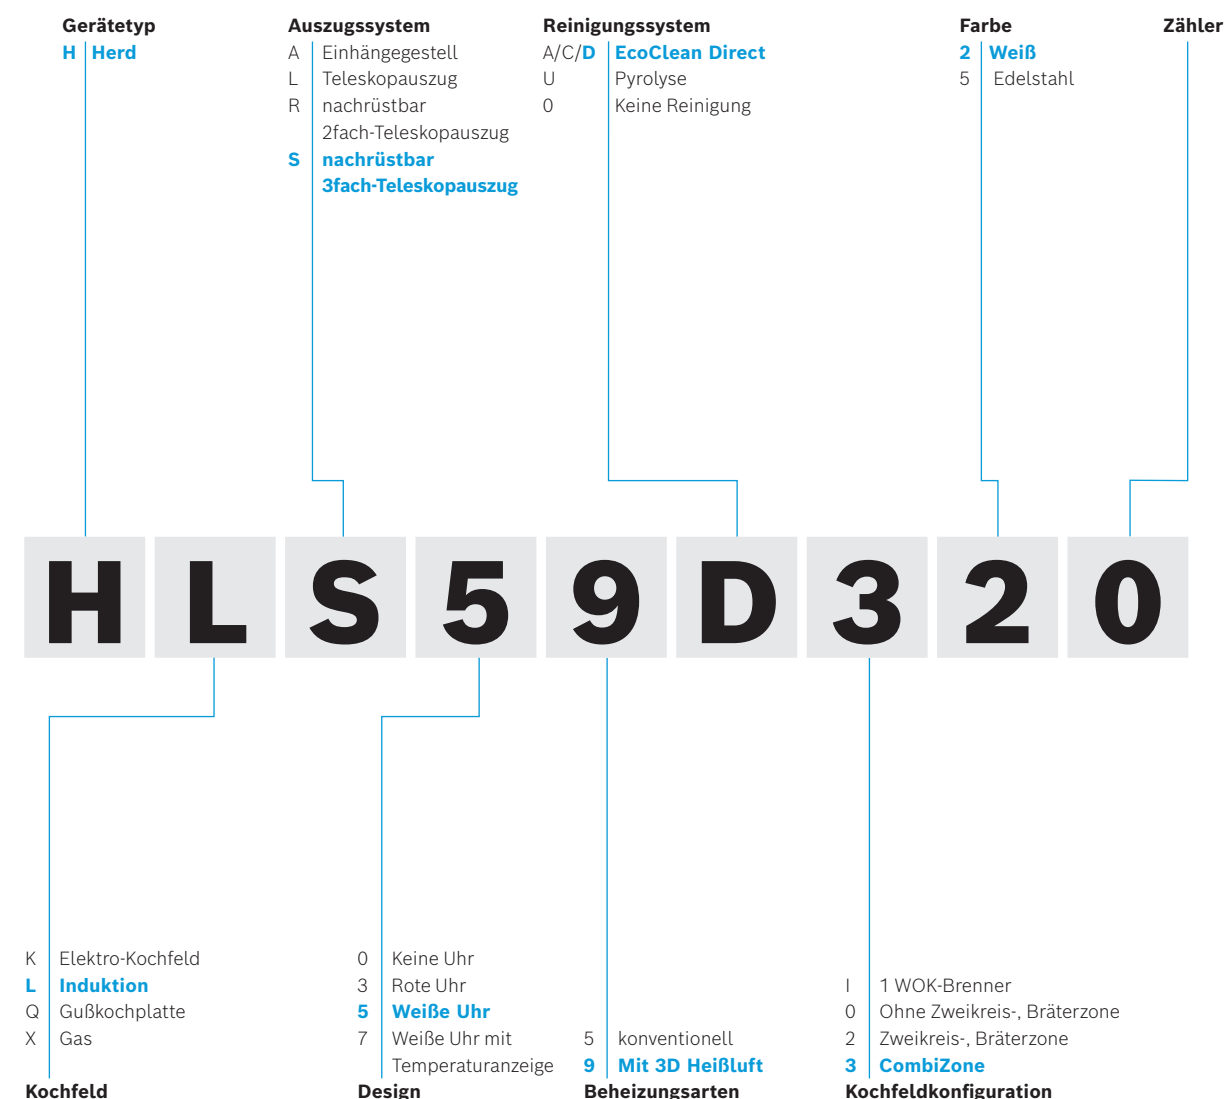 Gerätetyp
H Herd
Auszugssystem
A Einhängegestell
L Teleskopauszug
R nachrüstbar
2fach-Teleskopauszug
S nachrüstbar
3fach-Teleskopauszug
Reinigungssystem
A/C/D EcoClean Direct
U Pyrolyse
0 Keine Reinigung
Farbe
2 Weiß
5 Edelstahl
Zähler
H L S 5 9 D 3 2 0
K Elektro-Kochfeld
L Induktion
Q Gußkochplatte
X Gas
Kochfeld
0 Keine Uhr
3 Rote Uhr
5 Weiße Uhr
7 Weiße Uhr mit
Temperaturanzeige
Design
5 konventionell
9 Mit 3D Heißluft
Beheizungsarten
I 1 WOK-Brenner
0 Ohne Zweikreis-, Bräterzone
2 Zweikreis-, Bräterzone
3 CombiZone
Kochfeldkonfiguration